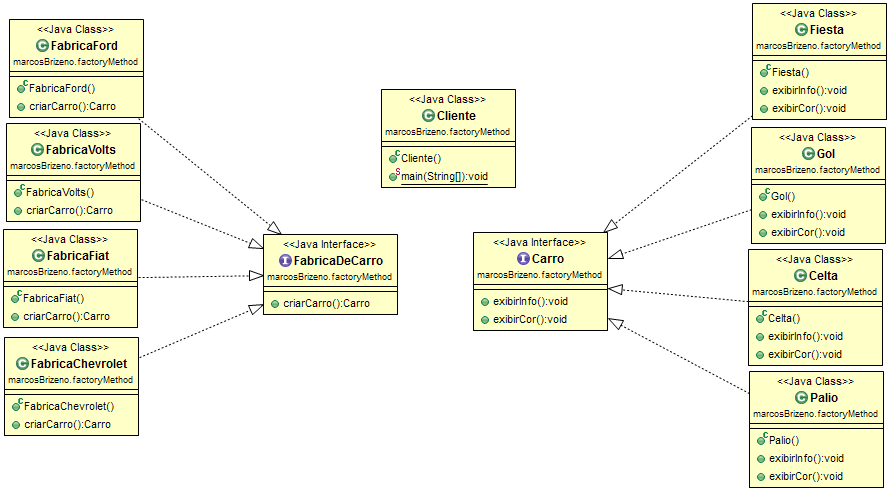 <<Java Class>>
FabricaFord
marcosBrizeno.factoryMethod
FabricaFord()
criarCarro():Carro
<<Java Class>>
FabricaVolts
marcosBrizeno.factoryMethod
FabricaVolts()
criarCarro():Carro
<<Java Class>>
FabricaFiat
marcosBrizeno.factoryMethod
FabricaFiat()
criarCarro():Carro
<<Java Class>>
FabricaChevrolet
marcosBrizeno.factoryMethod
FabricaChevrolet()
criarCarro():Carro
<<Java Interface>>
FabricaDeCarro
marcosBrizeno.factoryMethod
criarCarro():Carro
<<Java Class>>
Cliente
marcosBrizeno.factoryMethod
Cliente()
main(String[]):void
<<Java Interface>>
Carro
marcosBrizeno.factoryMethod
exibirInfo():void
exibirCor():void
<<Java Class>>
Fiesta
marcosBrizeno.factoryMethod
Fiesta()
exibirInfo():void
exibirCor():void
<<Java Class>>
Gol
marcosBrizeno.factoryMethod
Gol()
exibirInfo():void
exibirCor():void
<<Java Class>>
Celta
marcosBrizeno.factoryMethod
Celta()
exibirInfo():void
exibirCor():void
<<Java Class>>
Palio
marcosBrizeno.factoryMethod
Palio()
exibirInfo():void
exibirCor():void